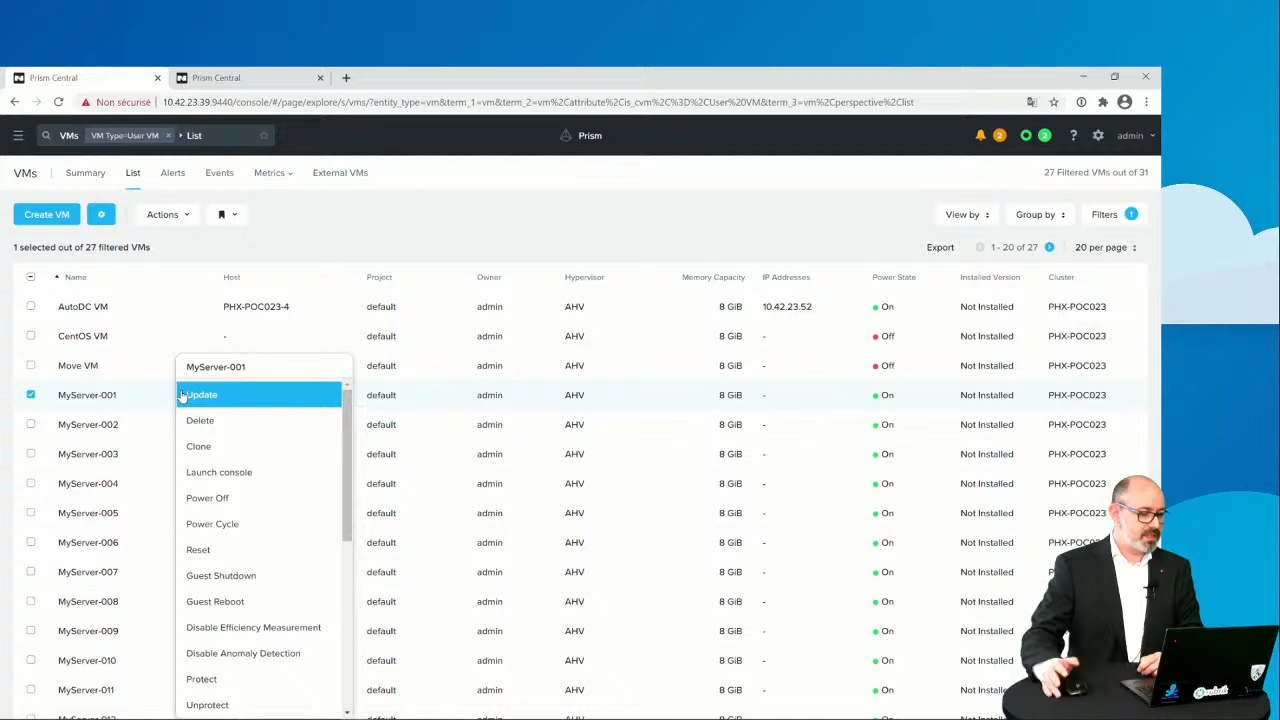 Prism Central
Prism Central
Non sécurisé
10.42.23.39:9440/console/#/page/explore/s/vms/?entity_type=vm&term_1=vm&term_2=vm%2Cattribute%2Cis_cvm%2C%3D%2CUser%20VM&term_3=vm%2Cperspective%2Clist
VMs
VM Type=User VM ×
List
Prism
2
2
?
admin
VMs
Summary
List
Alerts
Events
Metrics
External VMs
27 Filtered VMs out of 31
Create VM
Actions
View by
Group by
Filters 1
1 selected out of 27 filtered VMs
Export
1 - 20 of 27
20 per page
Name Host Project Owner Hypervisor Memory Capacity IP Addresses Power State Installed Version Cluster
AutoDC VM PHX-POC023-4 default admin AHV 8 GiB 10.42.23.52 On Not Installed PHX-POC023
CentOS VM - default admin AHV 8 GiB - Off Not Installed PHX-POC023
Move VM default admin AHV 8 GiB - Off Not Installed PHX-POC023
MyServer-001 default admin AHV 8 GiB - On Not Installed PHX-POC023
MyServer-002 default admin AHV 8 GiB - On Not Installed PHX-POC023
MyServer-003 default admin AHV 8 GiB - On Not Installed PHX-POC023
MyServer-004 default admin AHV 8 GiB - On Not Installed PHX-POC023
MyServer-005 default admin AHV 8 GiB - On Not Installed PHX-POC023
MyServer-006 default admin AHV 8 GiB - On Not Installed
MyServer-007 default admin AHV 8 GiB - On Not Installed
MyServer-008 default admin AHV 8 GiB - On Not Installed
MyServer-009 default admin AHV 8 GiB - On Not Installed
MyServer-010 default admin AHV 8 GiB - On Not Installed
MyServer-011 default admin AHV 8 GiB - On
MyServer-001
Update
Delete
Clone
Launch console
Power Off
Power Cycle
Reset
Guest Shutdown
Guest Reboot
Disable Efficiency Measurement
Disable Anomaly Detection
Protect
Unprotect
rubrik